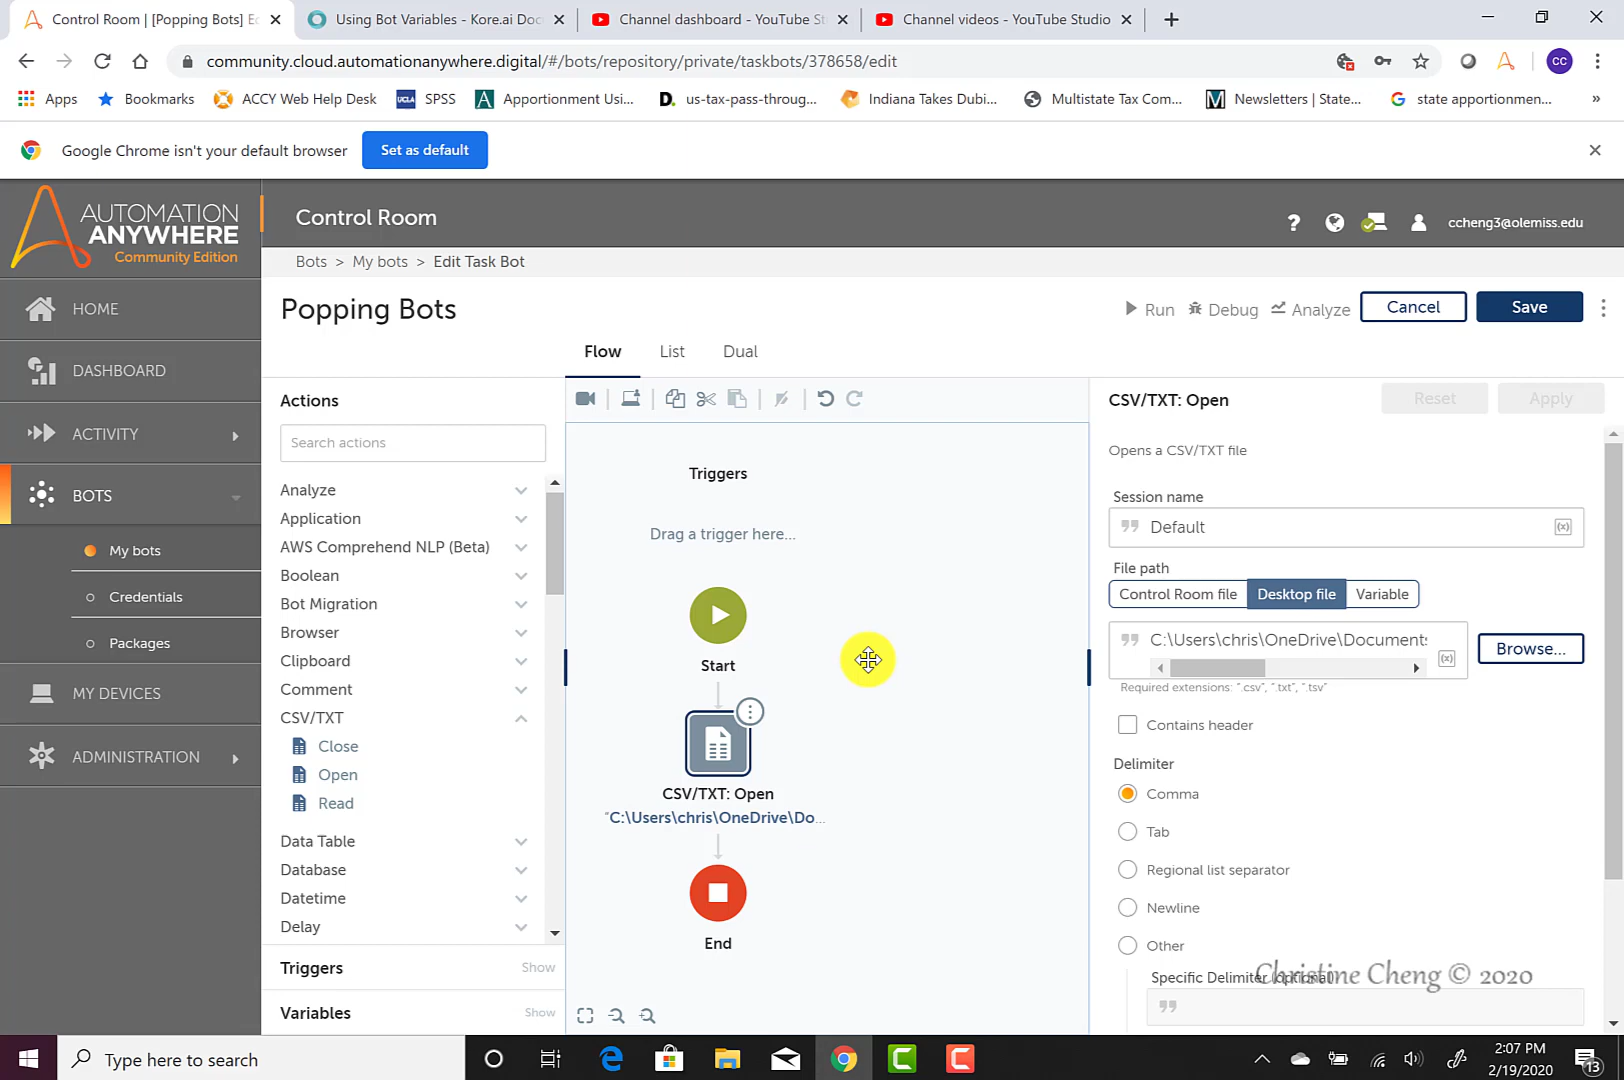 Control Room | [Popping Bots] E
Using Bot Variables - Kore.ai Doc
Channel dashboard - YouTube St
Channel videos - YouTube Studio
community.cloud.automationanywhere.digital/#/bots/repository/private/taskbots/378658/edit
CC
Apps
Bookmarks
ACCY Web Help Desk
UCLA
SPSS
Apportionment Usi...
us-tax-pass-throug...
Indiana Takes Dubi...
Multistate Tax Com...
Newsletters | State...
state apportionmen...
»
Google Chrome isn't your default browser
Set as default
AUTOMATION
ANYWHERE
Community Edition
Control Room
ccheng3@olemiss.edu
Bots > My bots > Edit Task Bot
HOME
DASHBOARD
ACTIVITY
BOTS
My bots
Credentials
Packages
MY DEVICES
ADMINISTRATION
Popping Bots
Run
Debug
Analyze
Cancel
Save
Flow
List
Dual
Actions
Search actions
Analyze
Application
AWS Comprehend NLP (Beta)
Boolean
Bot Migration
Browser
Clipboard
Comment
CSV/TXT
Close
Open
Read
Data Table
Database
Datetime
Delay
Triggers
Show
Variables
Show
Triggers
Drag a trigger here...
Start
CSV/TXT: Open
"C:\Users\chris\OneDrive\Do...
End
CSV/TXT: Open
Reset
Apply
Opens a CSV/TXT file
Session name
Default
(x)
File path
Control Room file
Desktop file
Variable
C:\Users\chris\OneDrive\Documents
(x)
Browse...
Required extensions: ".csv", ".txt", ".tsv"
Contains header
Delimiter
Comma
Tab
Regional list separator
Newline
Other
Specific Delimiter (optional)
Christine Cheng © 2020
Type here to search
2:07 PM
2/19/2020
13